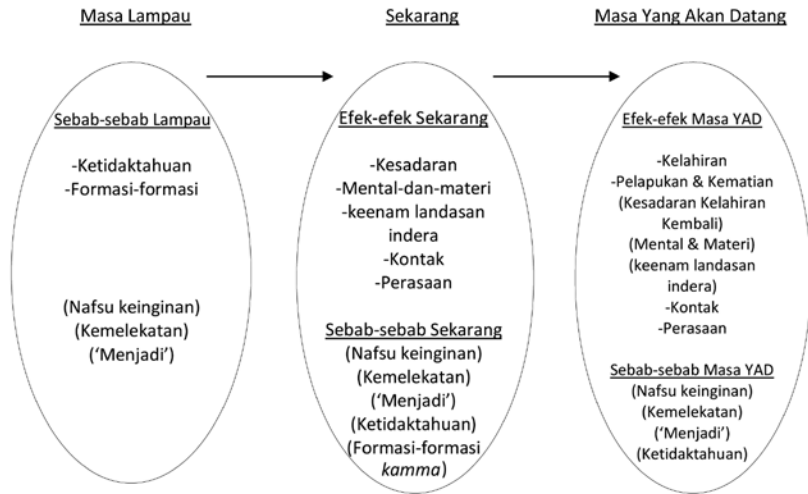 Masa Lampau
Sekarang
Masa Yang Akan Datang
Sebab-sebab Lampau
-Ketidaktahuan
-Formasi-formasi
(Nafsu keinginan)
(Kemelekatan)
(‘Menjadi’)
Efek-efek Sekarang
-Kesadaran
-Mental-dan-materi
-keenam landasan
indera
-Kontak
-Perasaan
Sebab-sebab Sekarang
(Nafsu keinginan)
(Kemelekatan)
(‘Menjadi’)
(Ketidaktahuan)
(Formasi-formasi
kamma)
Efek-efek Masa YAD
-Kelahiran
-Pelapukan & Kematian
(Kesadaran Kelahiran
Kembali)
(Mental & Materi)
(keenam landasan
indera)
-Kontak
-Perasaan
Sebab-sebab Masa YAD
(Nafsu keinginan)
(Kemelekatan)
(‘Menjadi’)
(Ketidaktahuan)